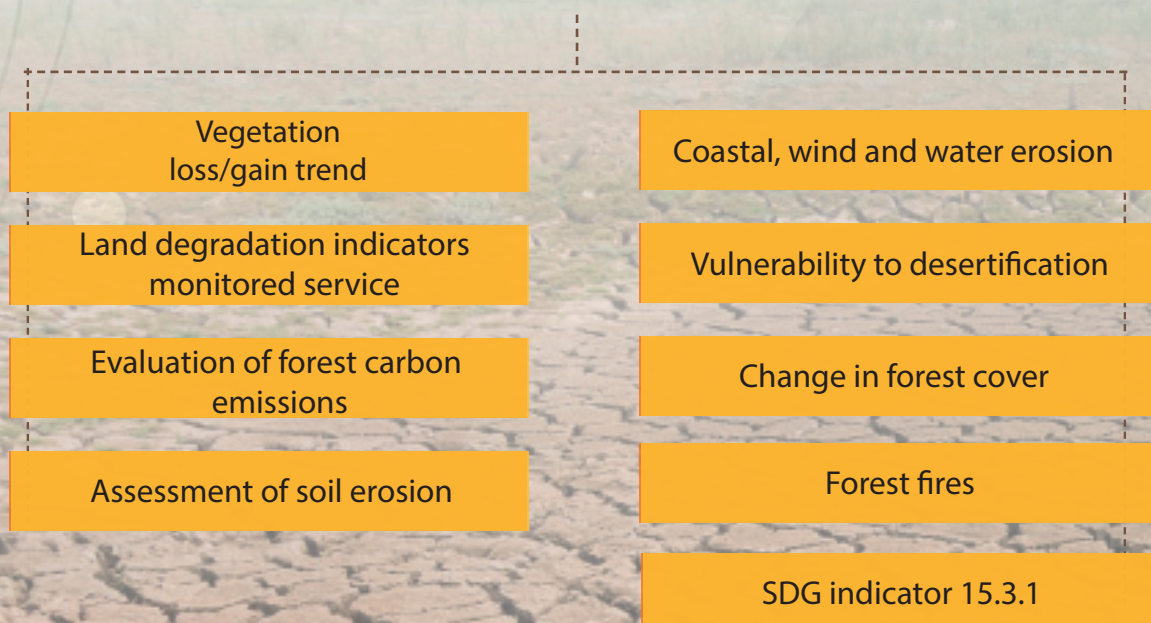 Vegetation
loss/gain trend
Land degradation indicators
monitored service
Evaluation of forest carbon
emissions
Assessment of soil erosion
Coastal, wind and water erosion
Vulnerability to desertification
Change in forest cover
Forest fires
SDG indicator 15.3.1